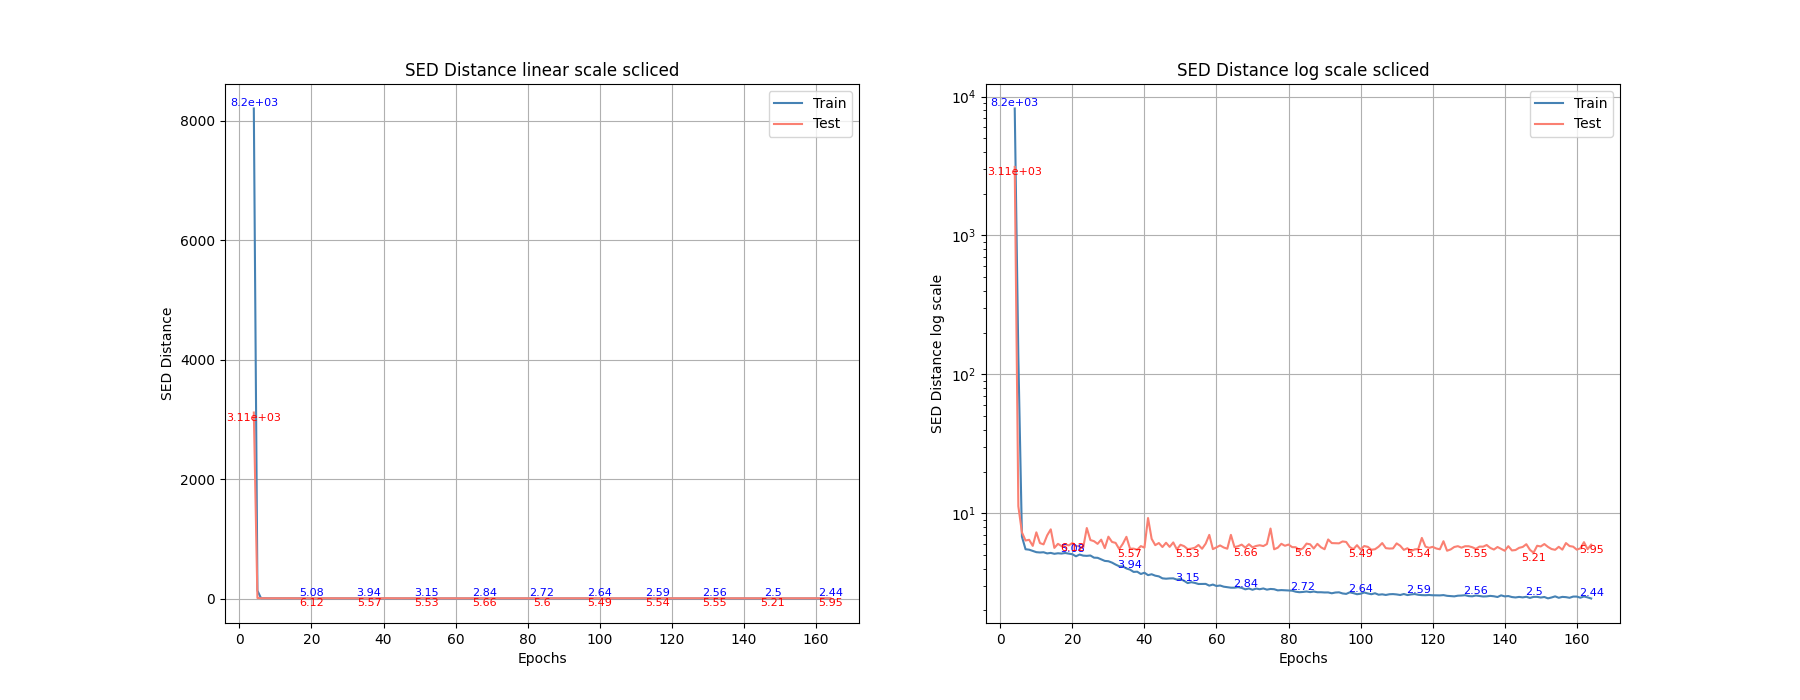 SED Distance linear scale scliced
8.2e+03
Train
Test
8000
6000
4000
3.11e+03
2000
0
5.08 3.94 3.15 2.84 2.72 2.64 2.59 2.56 2.5 2.44
6.12 5.57 5.53 5.66 5.6 5.49 5.54 5.55 5.21 5.95
0 20 40 60 80 100 120 140 160
Epochs
SED Distance
SED Distance log scale scliced
10⁴
8.2e+03
Train
Test
3.11e+03
10³
10²
10¹
5.08
6.12
5.57 5.53 5.66 5.6 5.49 5.54 5.55 5.21 5.95
3.94 3.15 2.84 2.72 2.64 2.59 2.56 2.5 2.44
0 20 40 60 80 100 120 140 160
Epochs
SED Distance log scale